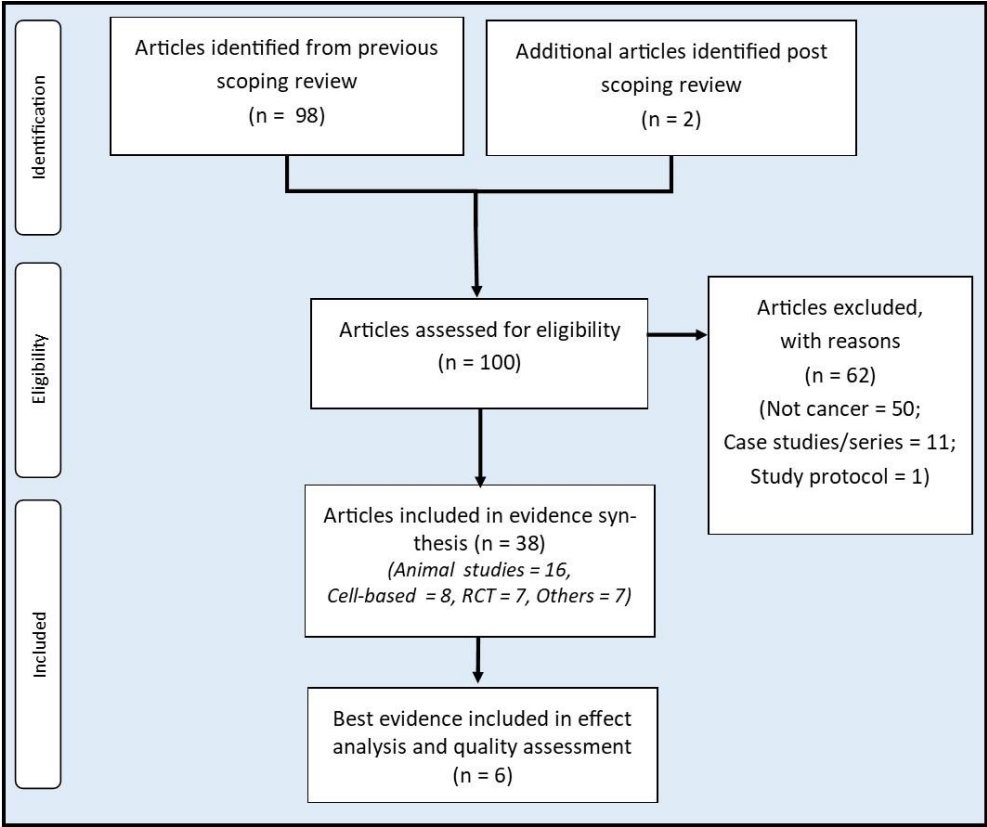 Identification
Articles identified from previous
scoping review
(n = 98)
Additional articles identified post
scoping review
(n = 2)
Eligibility
Articles assessed for eligibility
(n = 100)
Articles excluded,
with reasons
(n = 62)
(Not cancer = 50;
Case studies/series = 11;
Study protocol = 1)
Included
Articles included in evidence syn-
thesis (n = 38)
(Animal studies = 16,
Cell-based = 8, RCT = 7, Others = 7)
Best evidence included in effect
analysis and quality assessment
(n = 6)